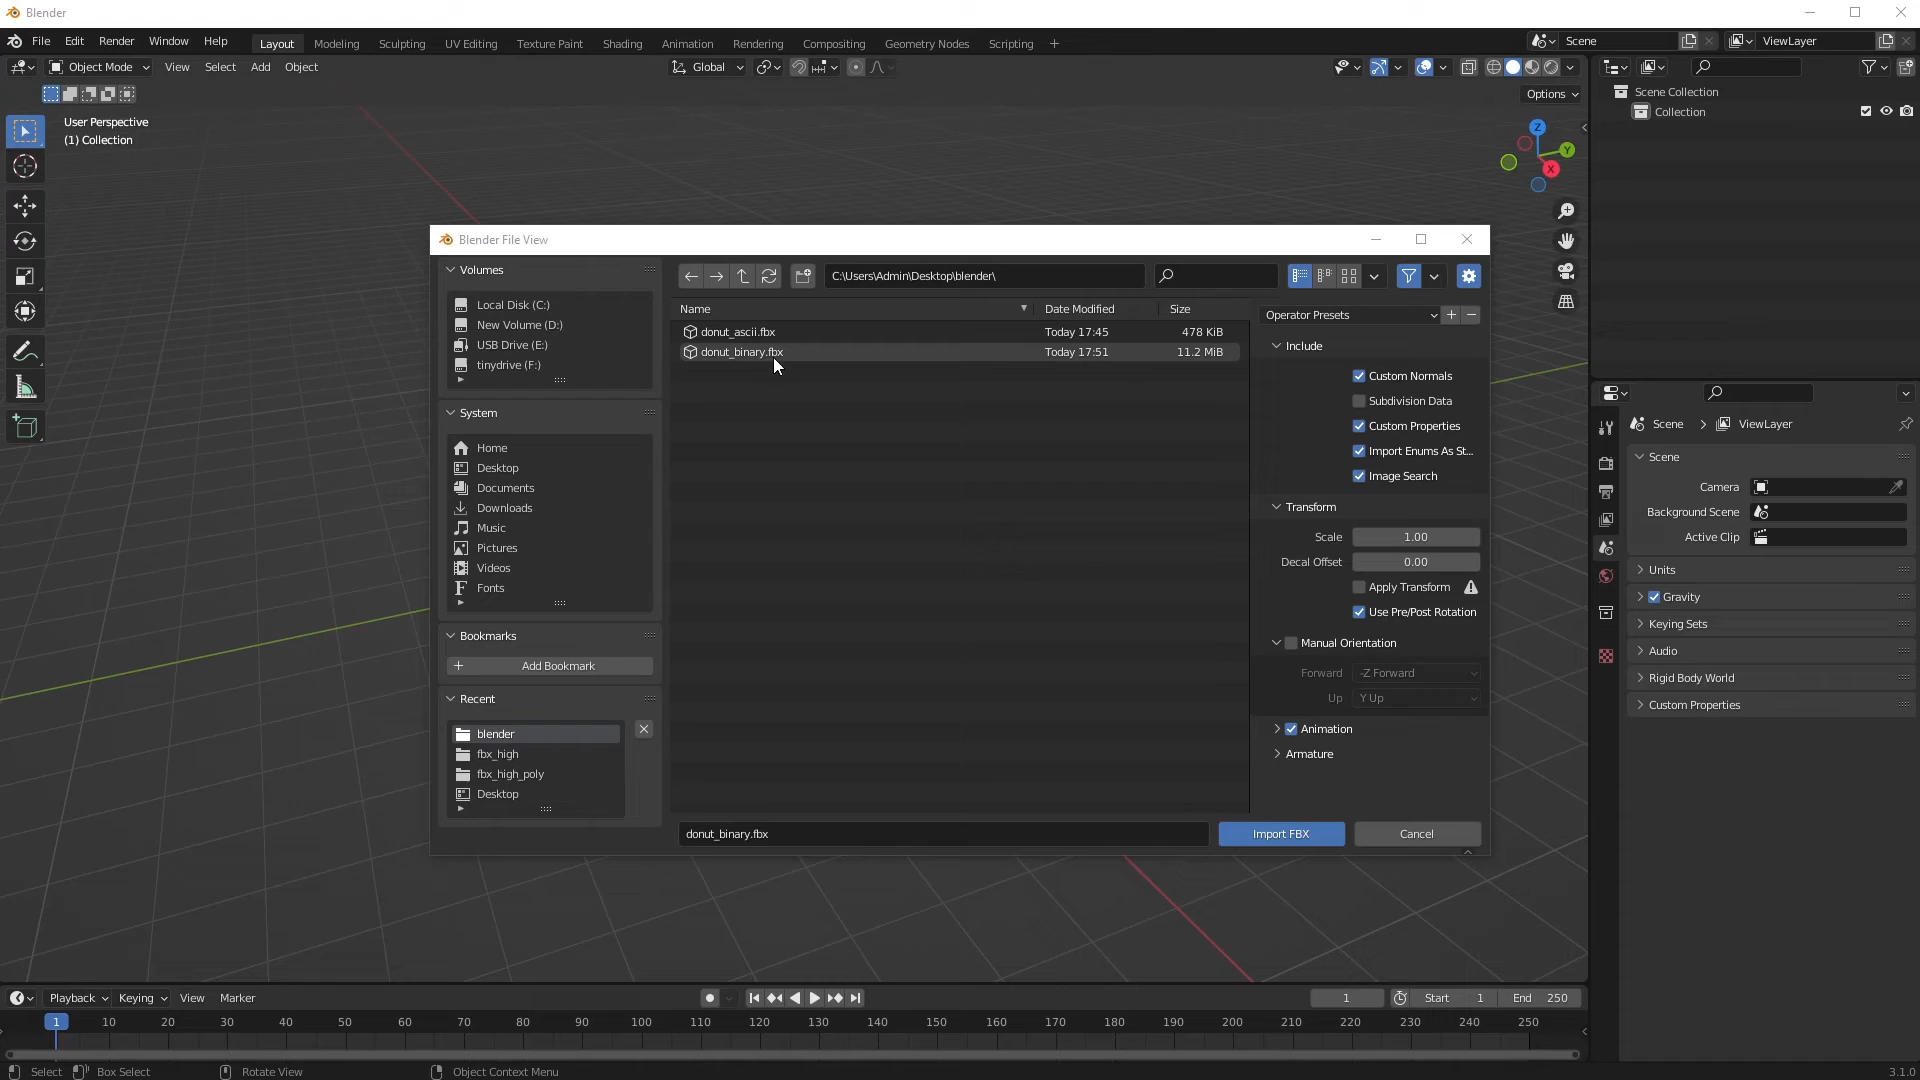 Blender
File Edit Render Window Help
Layout Modeling Sculpting UV Editing Texture Paint Shading Animation Rendering Compositing Geometry Nodes Scripting +
Scene
ViewLayer
Object Mode View Select Add Object
Global
Options
User Perspective
(1) Collection
Z
Y
X
Scene Collection
Collection
Blender File View
Volumes
Local Disk (C:)
New Volume (D:)
USB Drive (E:)
tinydrive (F:)
System
Home
Desktop
Documents
Downloads
Music
Pictures
Videos
Fonts
Bookmarks
+ Add Bookmark
Recent
blender
fbx_high
fbx_high_poly
Desktop
C:\Users\Admin\Desktop\blender\
Name Date Modified Size
donut_ascii.fbx Today 17:45 478 KiB
donut_binary.fbx Today 17:51 11.2 MiB
Operator Presets
Include
Custom Normals
Subdivision Data
Custom Properties
Import Enums As St...
Image Search
Transform
Scale 1.00
Decal Offset 0.00
Apply Transform
Use Pre/Post Rotation
Manual Orientation
Forward -Z Forward
Up Y Up
Animation
Armature
donut_binary.fbx
Import FBX
Cancel
Scene ViewLayer
Scene
Camera
Background Scene
Active Clip
Units
Gravity
Keying Sets
Audio
Rigid Body World
Custom Properties
Playback Keying View Marker
1 Start 1 End 250
1 10 20 30 40 50 60 70 80 90 100 110 120 130 140 150 160 170 180 190 200 210 220 230 240 250
Select Box Select Rotate View Object Context Menu 3.1.0